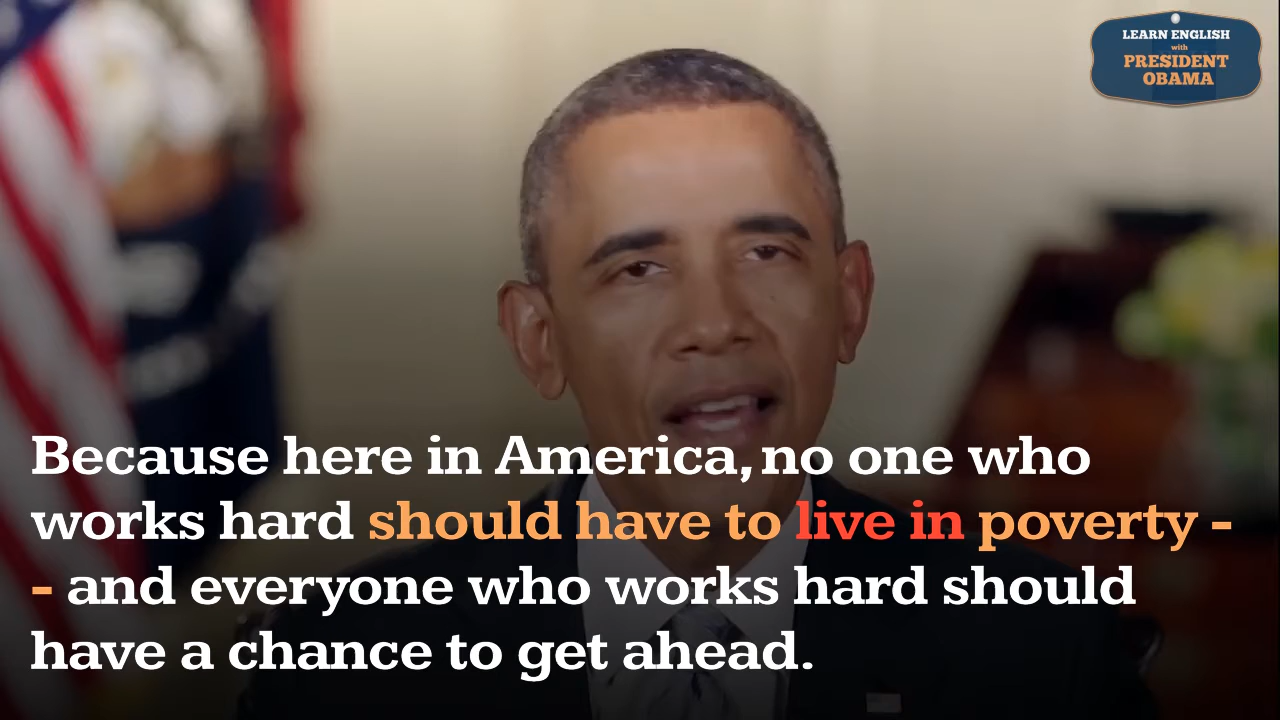 LEARN ENGLISH
with
PRESIDENT
OBAMA
Because here in America, no one who
works hard should have to live in poverty -
- and everyone who works hard should
have a chance to get ahead.